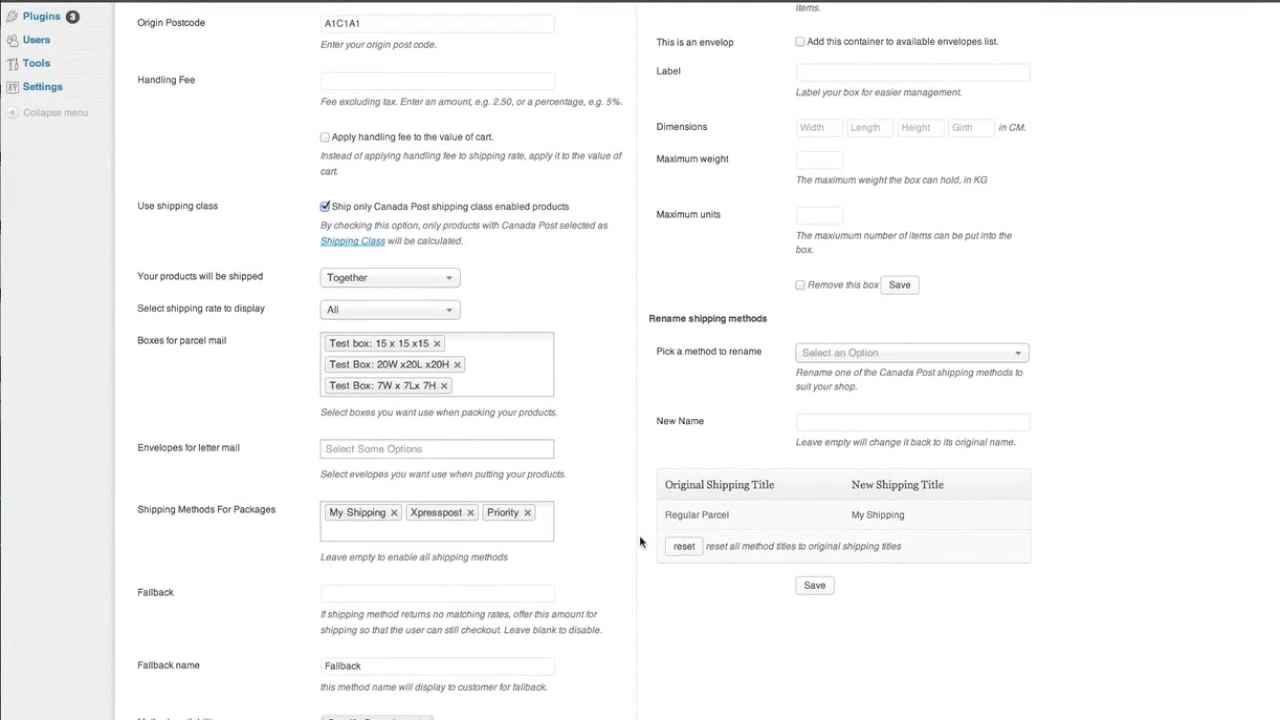 Plugins 3
Users
Tools
Settings
Collapse menu
Origin Postcode
A1C1A1
Enter your origin post code.
Handling Fee
Fee excluding tax. Enter an amount, e.g. 2.50, or a percentage, e.g. 5%.
Apply handling fee to the value of cart.
Instead of applying handling fee to shipping rate, apply it to the value of
cart.
Use shipping class
Ship only Canada Post shipping class enabled products
By checking this option, only products with Canada Post selected as
Shipping Class will be calculated.
Your products will be shipped
Together
Select shipping rate to display
All
Boxes for parcel mail
Test box: 15 x 15 x15 ×
Test Box: 20W x20L x20H ×
Test Box: 7W x 7Lx 7H ×
Select boxes you want use when packing your products.
Envelopes for letter mail
Select Some Options
Select evelopes you want use when putting your products.
Shipping Methods For Packages
My Shipping × Xpresspost × Priority ×
Leave empty to enable all shipping methods
Fallback
If shipping method returns no matching rates, offer this amount for
shipping so that the user can still checkout. Leave blank to disable.
Fallback name
Fallback
this method name will display to customer for fallback.
items.
This is an envelop
Add this container to available envelopes list.
Label
Label your box for easier management.
Dimensions
Width Length Height Girth in CM.
Maximum weight
The maximum weight the box can hold, in KG
Maximum units
The maxiumum number of items can be put into the
box.
Remove this box Save
Rename shipping methods
Pick a method to rename
Select an Option
Rename one of the Canada Post shipping methods to
suit your shop.
New Name
Leave empty will change it back to its original name.
Original Shipping Title New Shipping Title
Regular Parcel My Shipping
reset reset all method titles to original shipping titles
Save